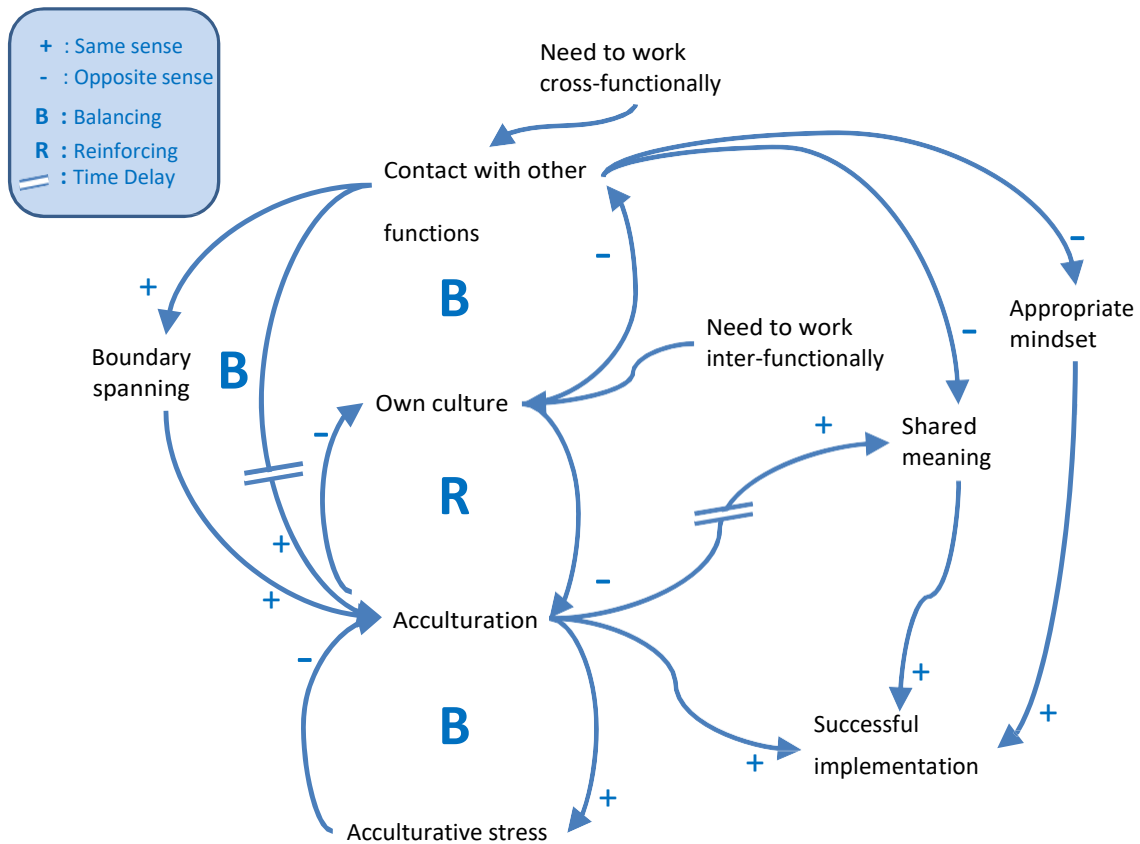 + : Same sense
- : Opposite sense
B : Balancing
R : Reinforcing
: Time Delay
Need to work
cross-functionally
Contact with other
functions
-
-
+
B
Appropriate
mindset
Need to work
inter-functionally
-
Boundary
spanning
B
Own culture
-
+
Shared
meaning
R
+
-
+
Acculturation
-
+
B
Successful
implementation
+
+
+
Acculturative stress